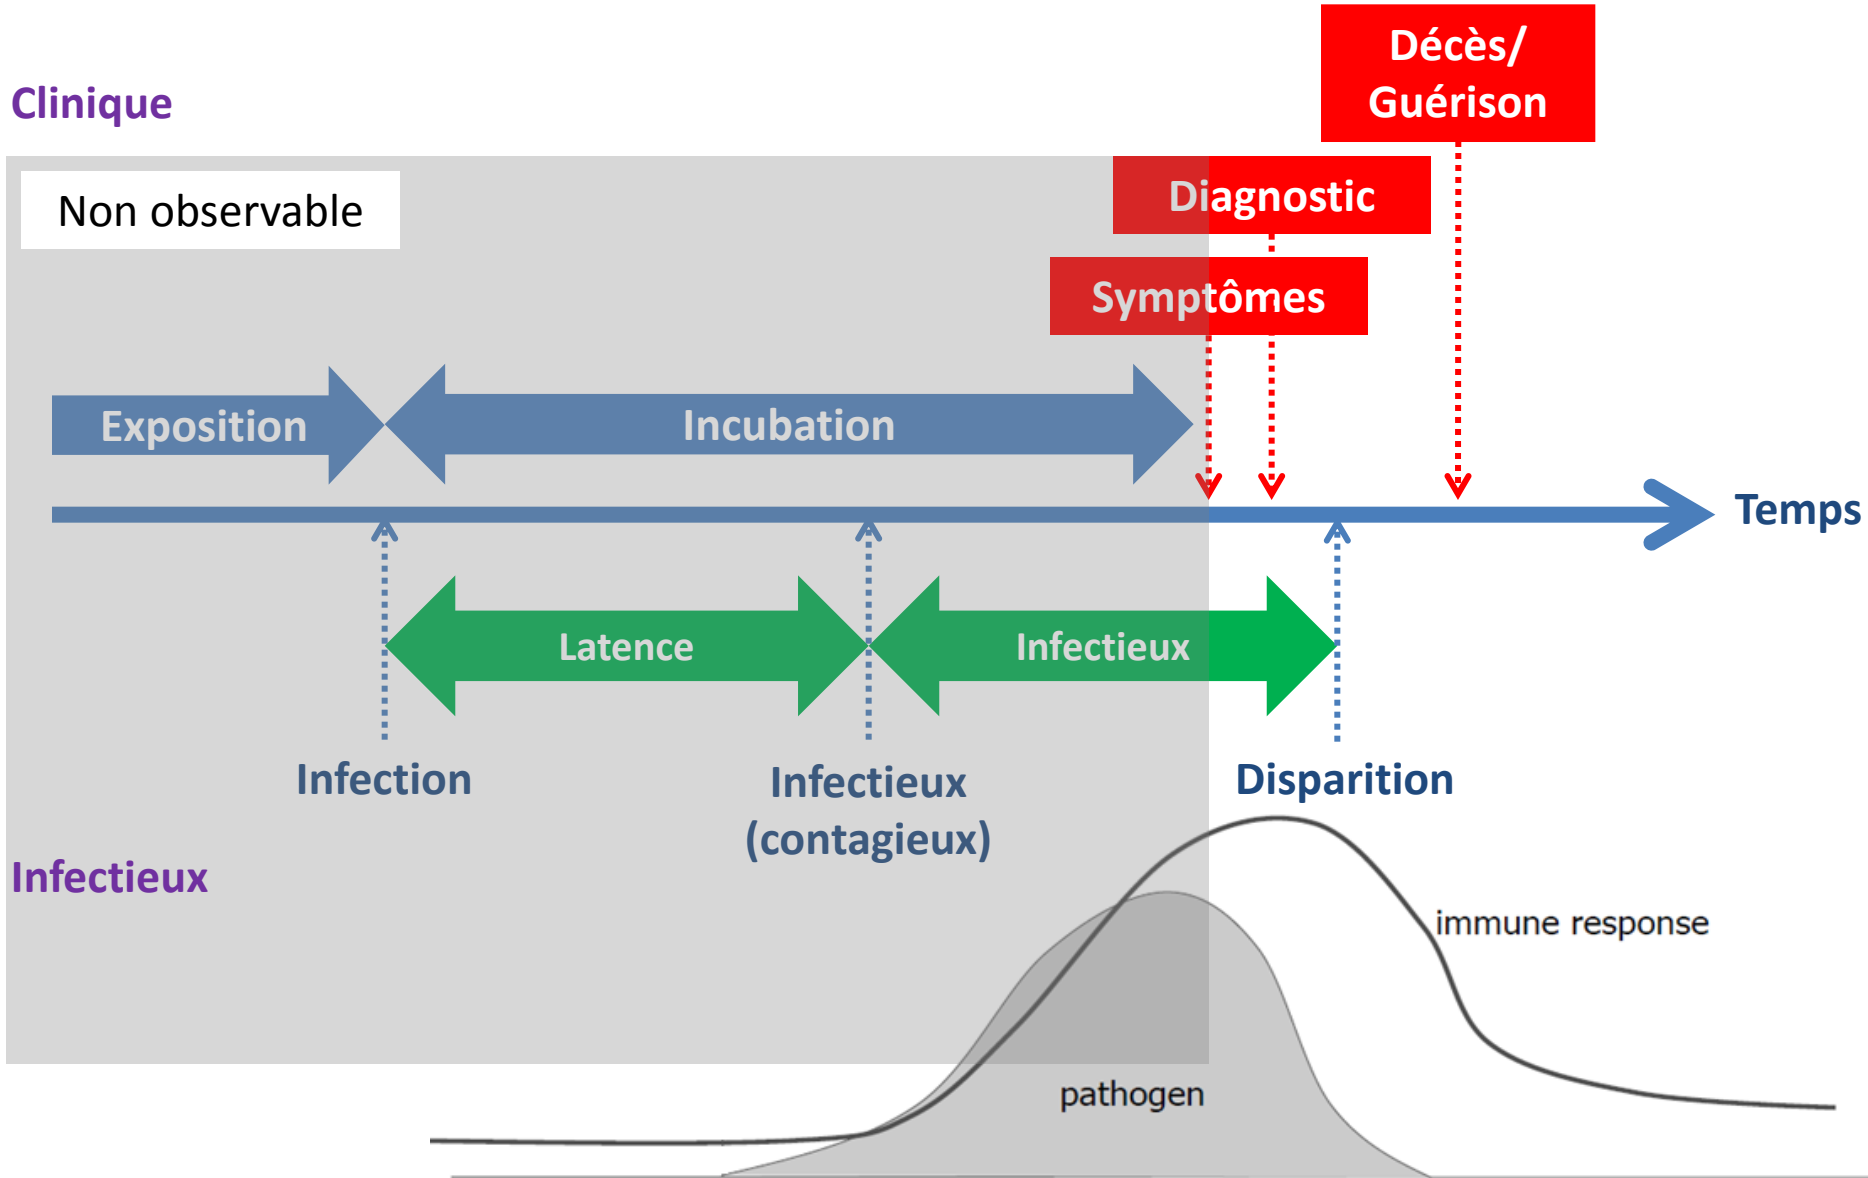 Décès/
Guérison
Clinique
Non observable
Diagnostic
Symptômes
Exposition
Incubation
Temps
Latence
Infectieux
Infection
Infectieux
(contagieux)
Disparition
Infectieux
immune response
pathogen